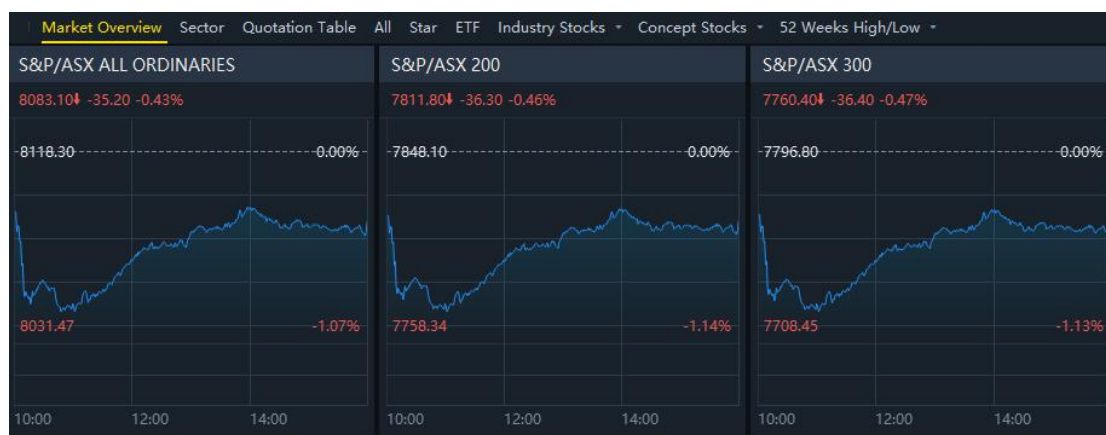 Market Overview Sector Quotation Table All Star ETF Industry Stocks Concept Stocks 52 Weeks High/Low
S&P/ASX ALL ORDINARIES
8083.10 -35.20 -0.43%
8118.30 0.00%
8031.47 -1.07%
10:00 12:00 14:00
S&P/ASX 200
7811.80 -36.30 -0.46%
7848.10 0.00%
7758.34 -1.14%
10:00 12:00 14:00
S&P/ASX 300
7760.40 -36.40 -0.47%
7796.80 0.00%
7708.45 -1.13%
10:00 12:00 14:00